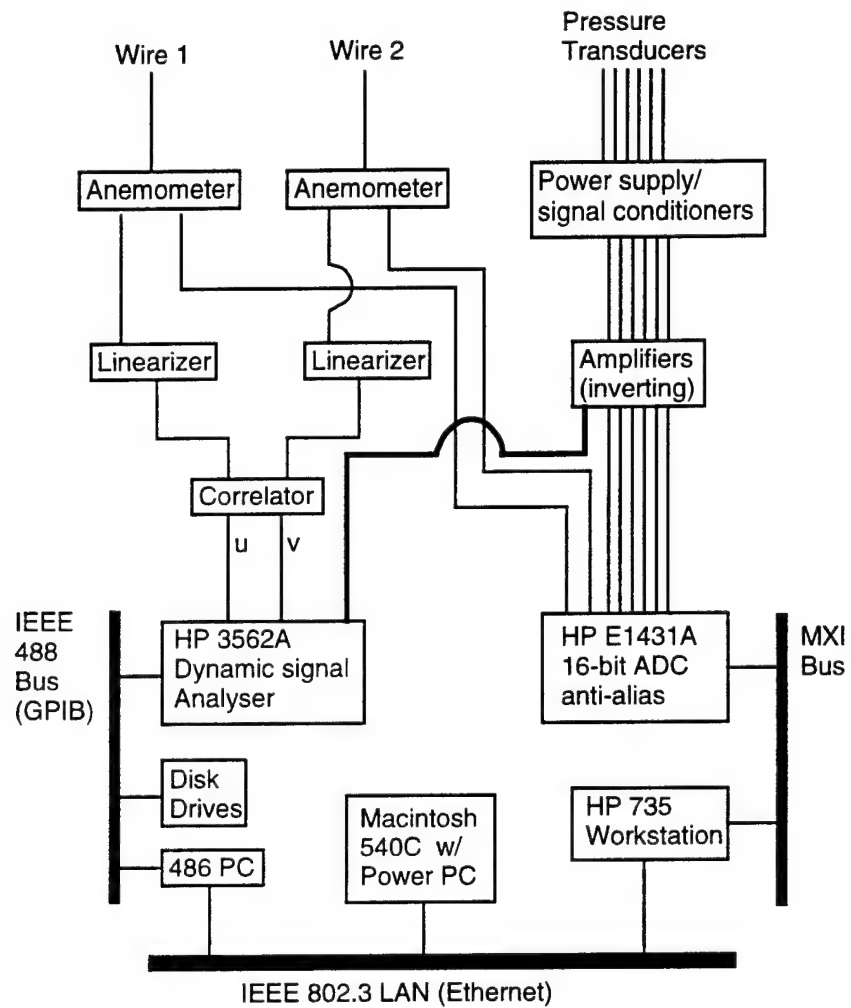 Pressure
Transducers
Wire 1
Wire 2
Anemometer
Anemometer
Power supply/
signal conditioners
Linearizer
Linearizer
Amplifiers
(inverting)
Correlator
u
v
IEEE
488
Bus
(GPIB)
HP 3562A
Dynamic signal
Analyser
HP E1431A
16-bit ADC
anti-alias
MXI
Bus
Disk
Drives
486 PC
Macintosh
540C w/
Power PC
HP 735
Workstation
IEEE 802.3 LAN (Ethernet)